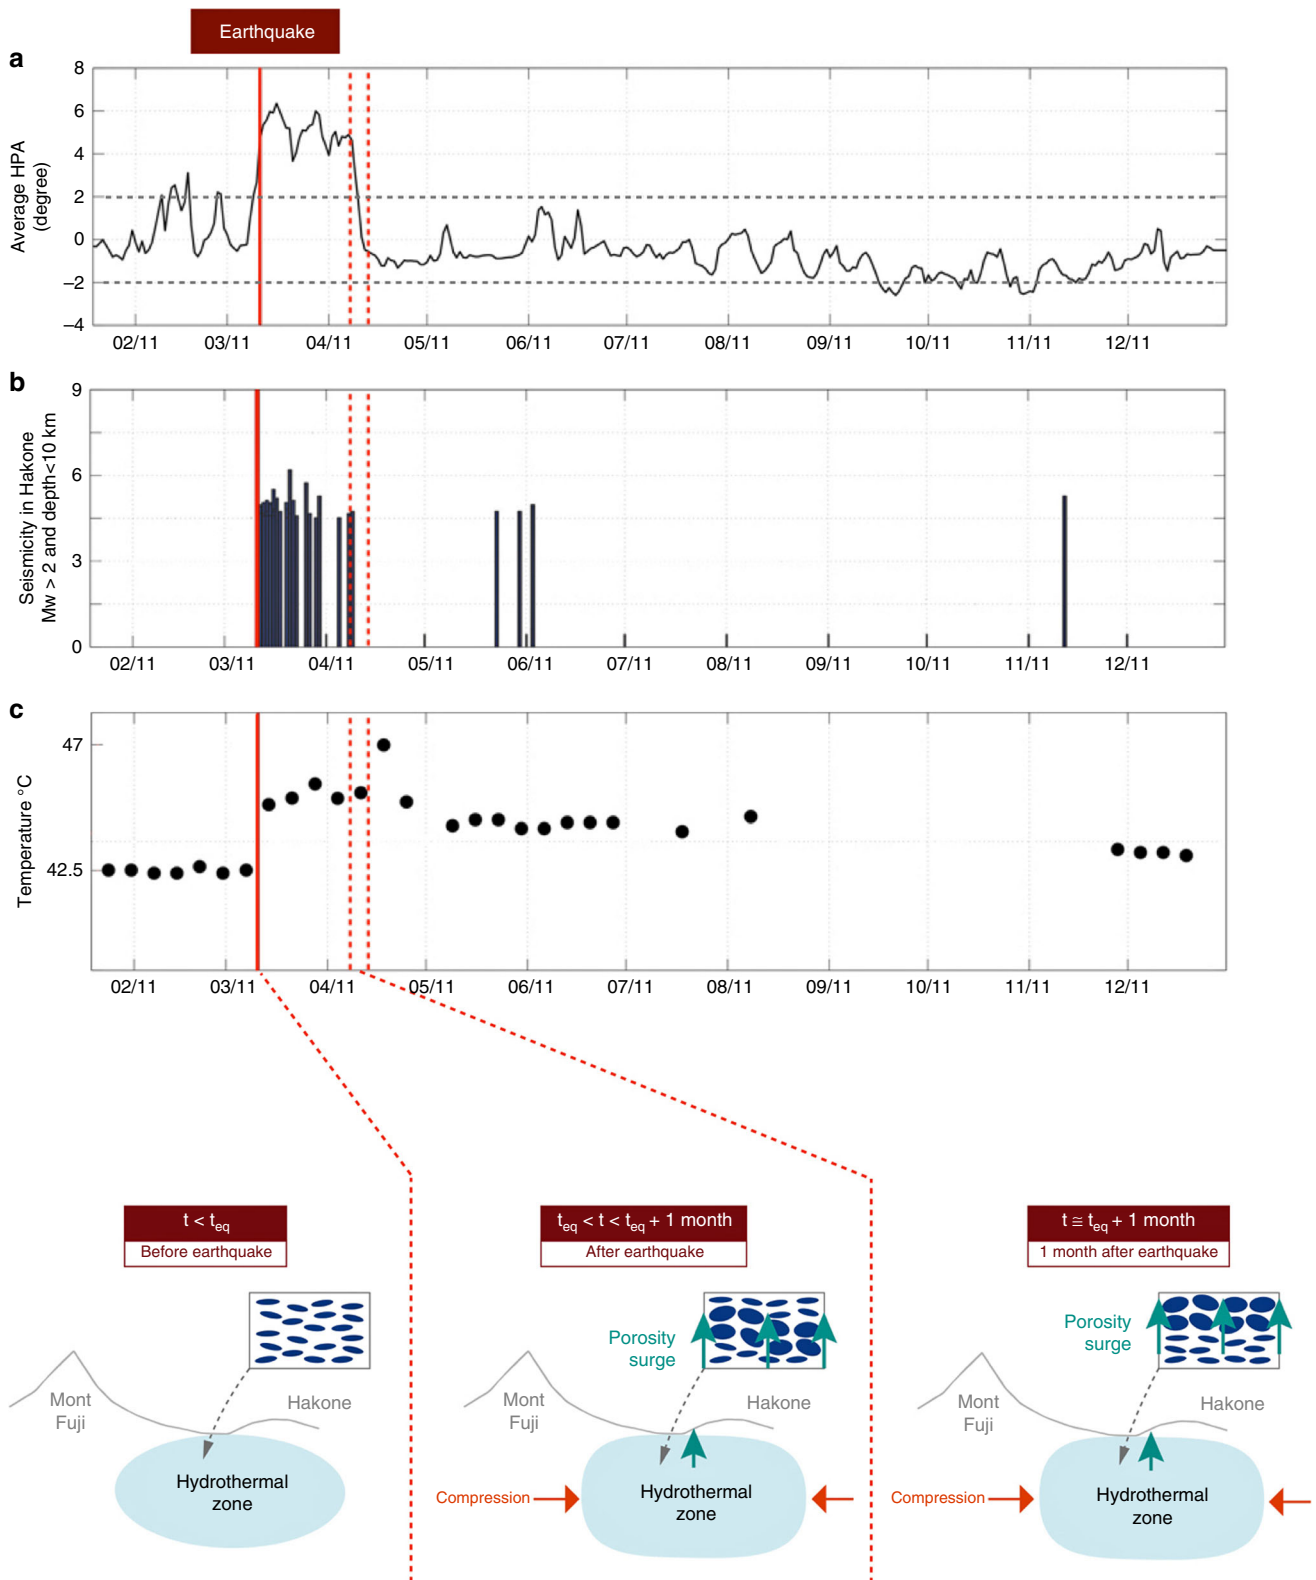 Earthquake
a
Average HPA
(degree)
8
6
4
2
0
−2
−4
02/11 03/11 04/11 05/11 06/11 07/11 08/11 09/11 10/11 11/11 12/11
b
Seismicity in Hakone
Mw > 2 and depth<10 km
9
6
3
0
02/11 03/11 04/11 05/11 06/11 07/11 08/11 09/11 10/11 11/11 12/11
c
Temperature °C
47
42.5
02/11 03/11 04/11 05/11 06/11 07/11 08/11 09/11 10/11 11/11 12/11
t < teq
Before earthquake
Mont
Fuji
Hakone
Hydrothermal
zone
teq < t < teq + 1 month
After earthquake
Porosity
surge
Mont
Fuji
Hakone
Compression
Hydrothermal
zone
t ≅ teq + 1 month
1 month after earthquake
Porosity
surge
Mont
Fuji
Hakone
Compression
Hydrothermal
zone